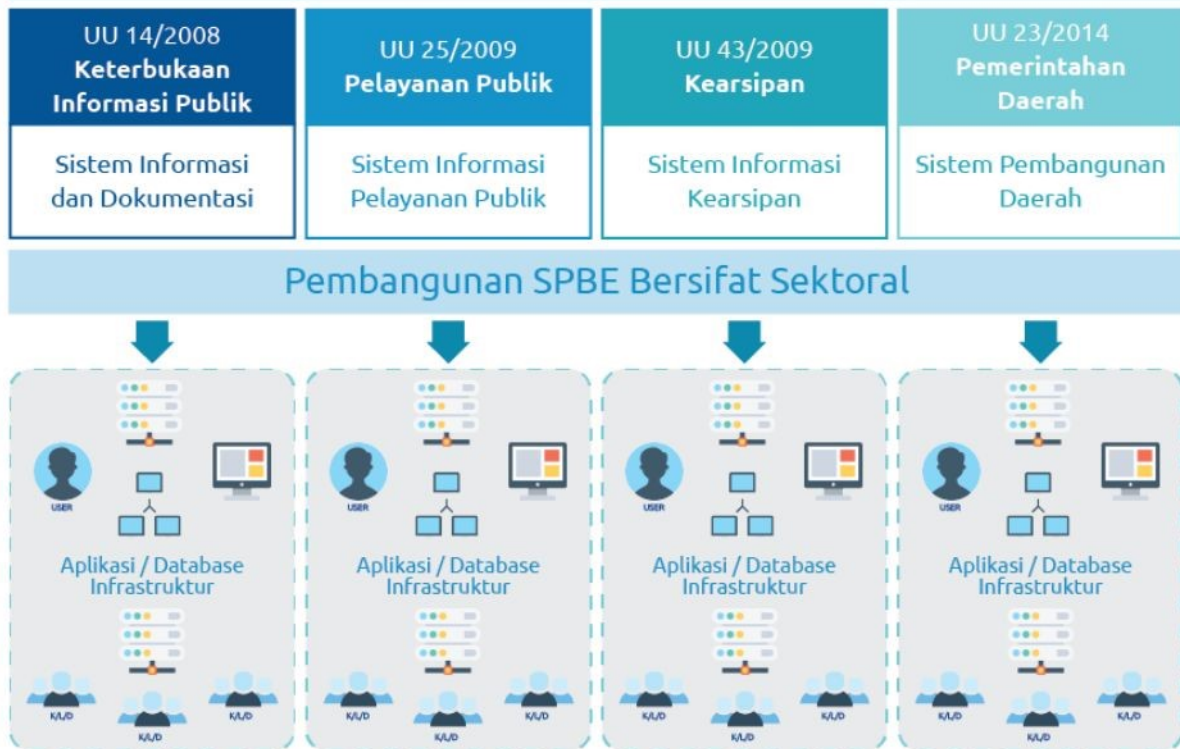 UU 14/2008
Keterbukaan
Informasi Publik
Sistem Informasi
dan Dokumentasi
UU 25/2009
Pelayanan Publik
Sistem Informasi
Pelayanan Publik
UU 43/2009
Kearsipan
Sistem Informasi
Kearsipan
UU 23/2014
Pemerintahan
Daerah
Sistem Pembangunan
Daerah
Pembangunan SPBE Bersifat Sektoral
USER
Aplikasi / Database
Infrastruktur
K/L/D
K/L/D
K/L/D
USER
Aplikasi / Database
Infrastruktur
K/L/D
K/L/D
K/L/D
USER
Aplikasi / Database
Infrastruktur
K/L/D
K/L/D
K/L/D
USER
Aplikasi / Database
Infrastruktur
K/L/D
K/L/D
K/L/D